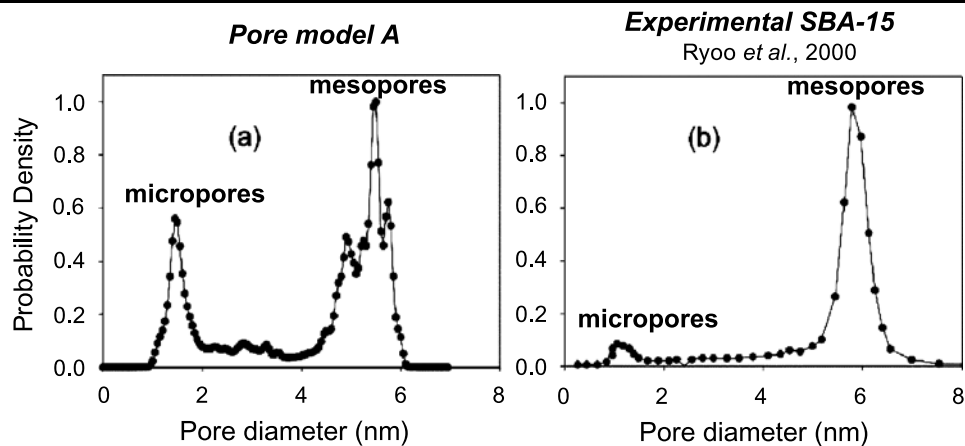 Pore model A
Experimental SBA-15
Ryoo et al., 2000
mesopores
mesopores
1.0
(a)
1.0
(b)
0.8
0.8
micropores
0.6
0.6
0.4
0.4
micropores
0.2
0.2
0.0
0.0
Probability Density
0 2 4 6
0 2 4 6 8
Pore diameter (nm)
Pore diameter (nm)